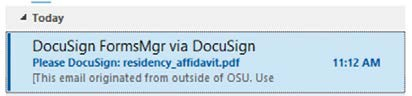 Today
DocuSign FormsMgr via DocuSign
Please DocuSign: residency_affidavit.pdf 11:12 AM
[This email originated from outside of OSU. Use